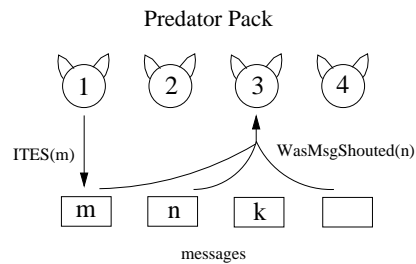 Predator Pack
1 2 3 4
ITES(m) WasMsgShouted(n)
m n k
messages